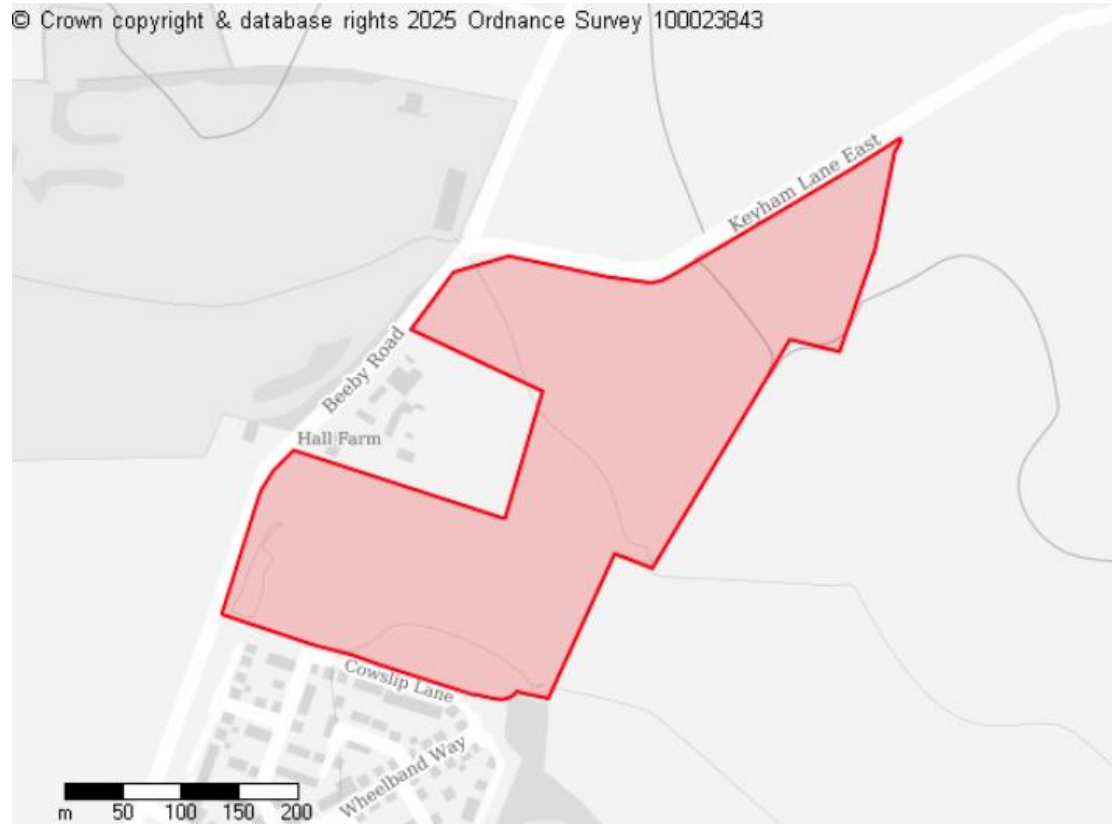 © Crown copyright & database rights 2025 Ordnance Survey 100023843
Keyham Lane East
Beeby Road
Hall Farm
Cowslip Lane
Wheelband Way
m 50 100 150 200